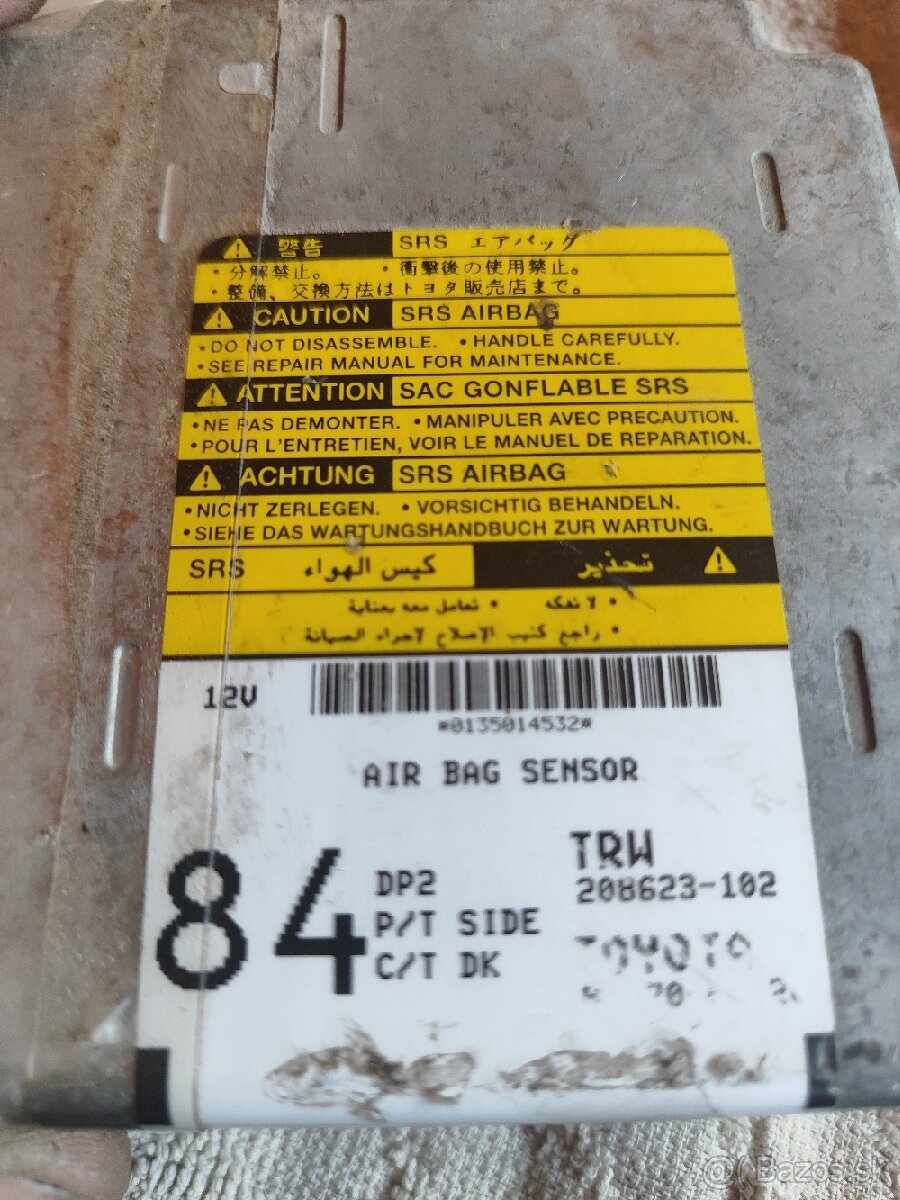 警告 SRS エアバッグ
・分解禁止。 ・衝撃後の使用禁止。
・整備、交換方法はトヨタ販売店まで。
CAUTION SRS AIRBAG
•DO NOT DISASSEMBLE. •HANDLE CAREFULLY.
•SEE REPAIR MANUAL FOR MAINTENANCE.
ATTENTION SAC GONFLABLE SRS
•NE PAS DEMONTER. •MANIPULER AVEC PRECAUTION.
•POUR L'ENTRETIEN, VOIR LE MANUEL DE REPARATION.
ACHTUNG SRS AIRBAG
•NICHT ZERLEGEN. •VORSICHTIG BEHANDELN.
•SIEHE DAS WARTUNGSHANDBUCH ZUR WARTUNG.
تحذير كيس الهواء SRS
• لا تفكه • تعامل معه بعناية
• راجع كتيب الإصلاح لإجراء الصيانة
12V
*0135014532*
AIR BAG SENSOR
84
DP2
P/T SIDE
C/T DK
TRW
208623-102
TOYOTA
@ Bazos.sk